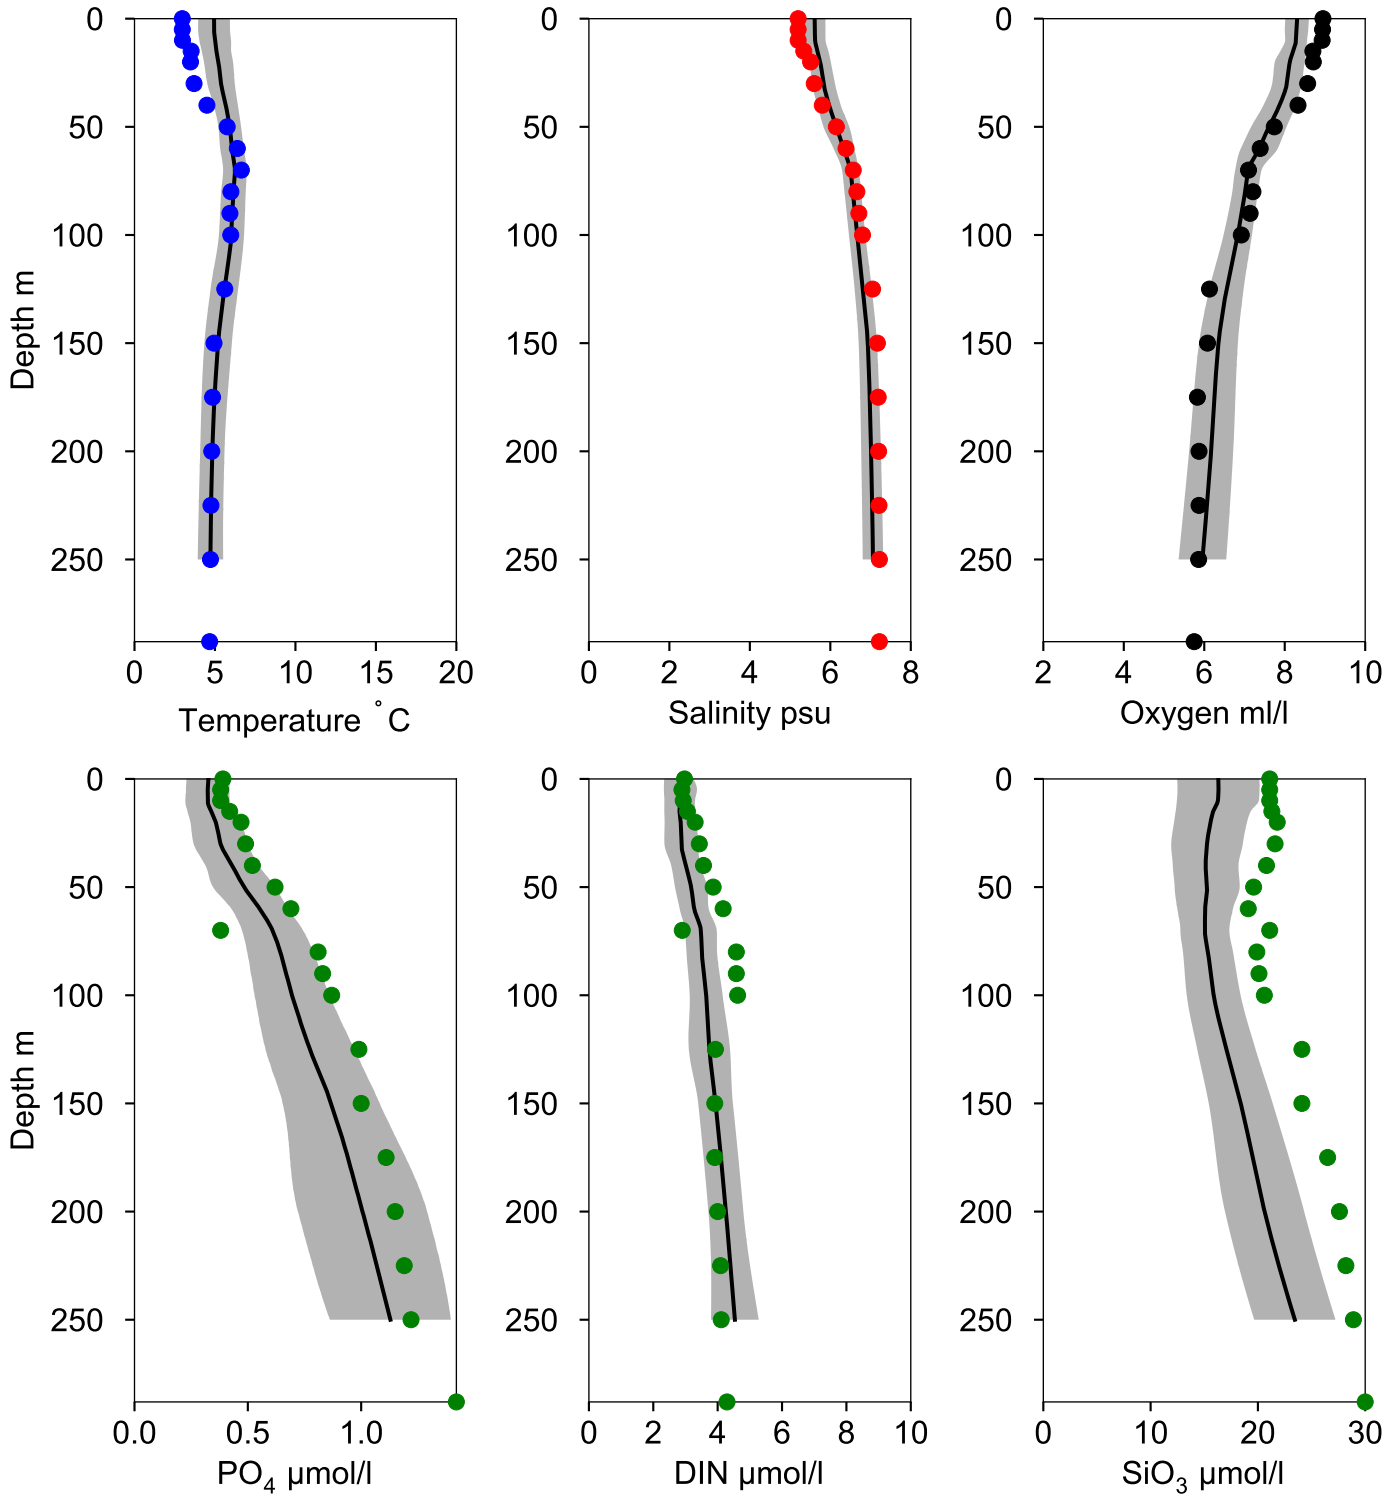 0 50 100 150 200 250
Depth m
0 5 10 15 20
Temperature °C
0 50 100 150 200 250
0 2 4 6 8
Salinity psu
0 50 100 150 200 250
2 4 6 8 10
Oxygen ml/l
0 50 100 150 200 250
Depth m
0.0 0.5 1.0
PO₄ µmol/l
0 50 100 150 200 250
0 2 4 6 8 10
DIN µmol/l
0 50 100 150 200 250
0 10 20 30
SiO₃ µmol/l